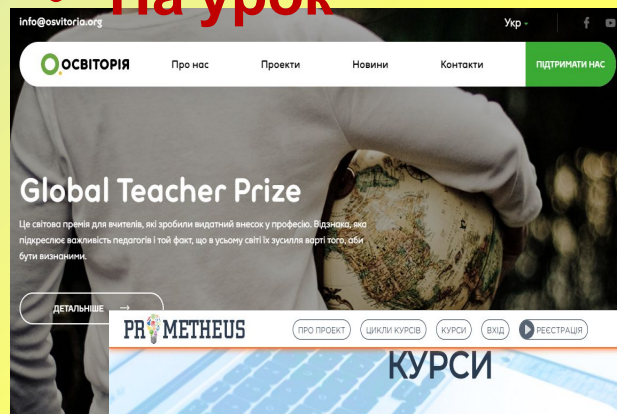 На урок
info@osvitoria.org
Укр
ОСВІТОРІЯ Про нас Проекти Новини Контакти ПІДТРИМАТИ НАС
Global Teacher Prize
Це світова премія для вчителів, які зробили видатний внесок у професію. Відзнака, яка
підкреслює важливість педагогів і той факт, що в усьому світі їх зусилля варті того, аби
бути визнаними.
ДЕТАЛЬНІШЕ →
PROMETHEUS ПРО ПРОЕКТ ЦИКЛИ КУРСІВ КУРСИ ВХІД РЕЄСТРАЦІЯ
КУРСИ